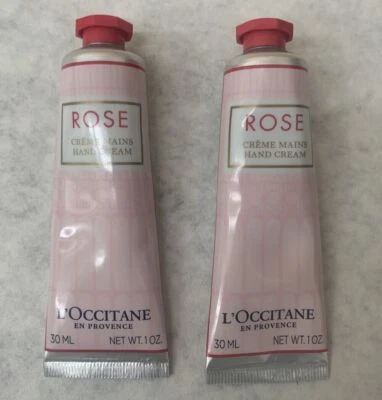 ROSE
CRÈME MAINS
HAND CREAM
L'OCCITANE
EN PROVENCE
30 ML NET WT. 1 OZ.
ROSE
CRÈME MAINS
HAND CREAM
L'OCCITANE
EN PROVENCE
30 ML NET WT. 1 OZ.